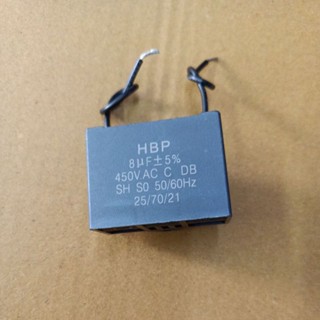 HBP
8µF±5%
450V.AC C DB
SH S0 50/60Hz
25/70/21